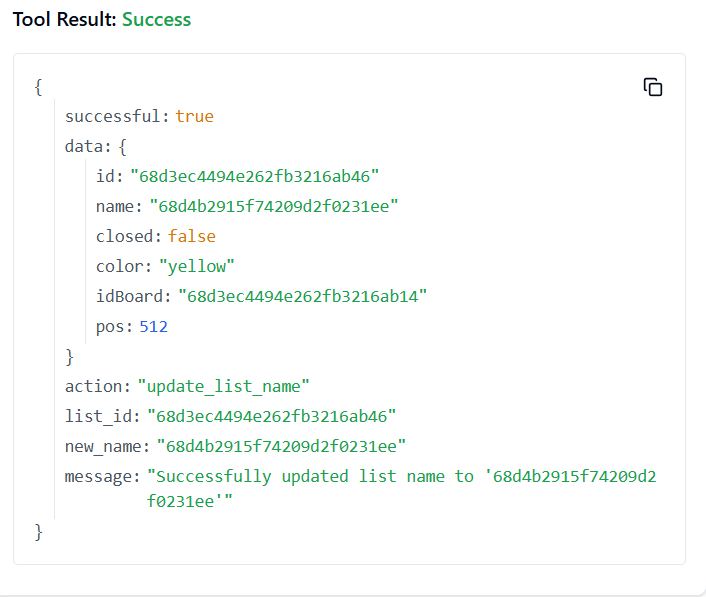 Tool Result: Success
{
successful: true
data: {
id: "68d3ec4494e262fb3216ab46"
name: "68d4b2915f74209d2f0231ee"
closed: false
color: "yellow"
idBoard: "68d3ec4494e262fb3216ab14"
pos: 512
}
action: "update_list_name"
list_id: "68d3ec4494e262fb3216ab46"
new_name: "68d4b2915f74209d2f0231ee"
message: "Successfully updated list name to '68d4b2915f74209d2
f0231ee'"
}